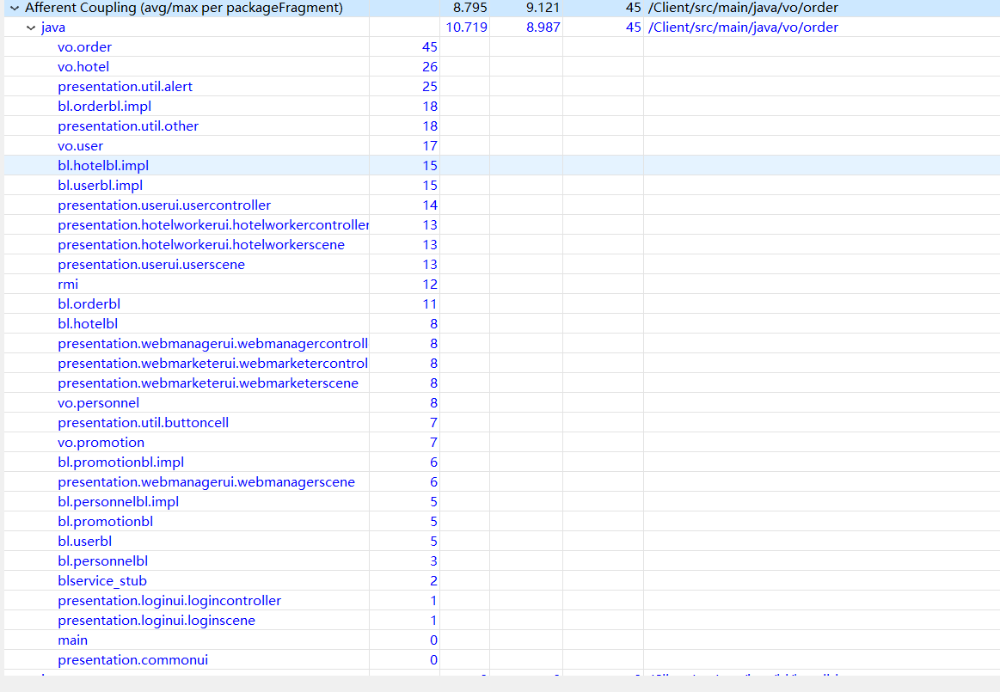 Afferent Coupling (avg/max per packageFragment) 8.795 9.121 45 /Client/src/main/java/vo/order
java 10.719 8.987 45 /Client/src/main/java/vo/order
vo.order 45
vo.hotel 26
presentation.util.alert 25
bl.orderbl.impl 18
presentation.util.other 18
vo.user 17
bl.hotelbl.impl 15
bl.userbl.impl 15
presentation.userui.usercontroller 14
presentation.hotelworkerui.hotelworkercontroller 13
presentation.hotelworkerui.hotelworkerscene 13
presentation.userui.userscene 13
rmi 12
bl.orderbl 11
bl.hotelbl 8
presentation.webmanagerui.webmanagercontroll 8
presentation.webmarketerui.webmarketercontrol 8
presentation.webmarketerui.webmarketerscene 8
vo.personnel 8
presentation.util.buttoncell 7
vo.promotion 7
bl.promotionbl.impl 6
presentation.webmanagerui.webmanagerscene 6
bl.personnelbl.impl 5
bl.promotionbl 5
bl.userbl 5
bl.personnelbl 3
blservice_stub 2
presentation.loginui.logincontroller 1
presentation.loginui.loginscene 1
main 0
presentation.commonui 0